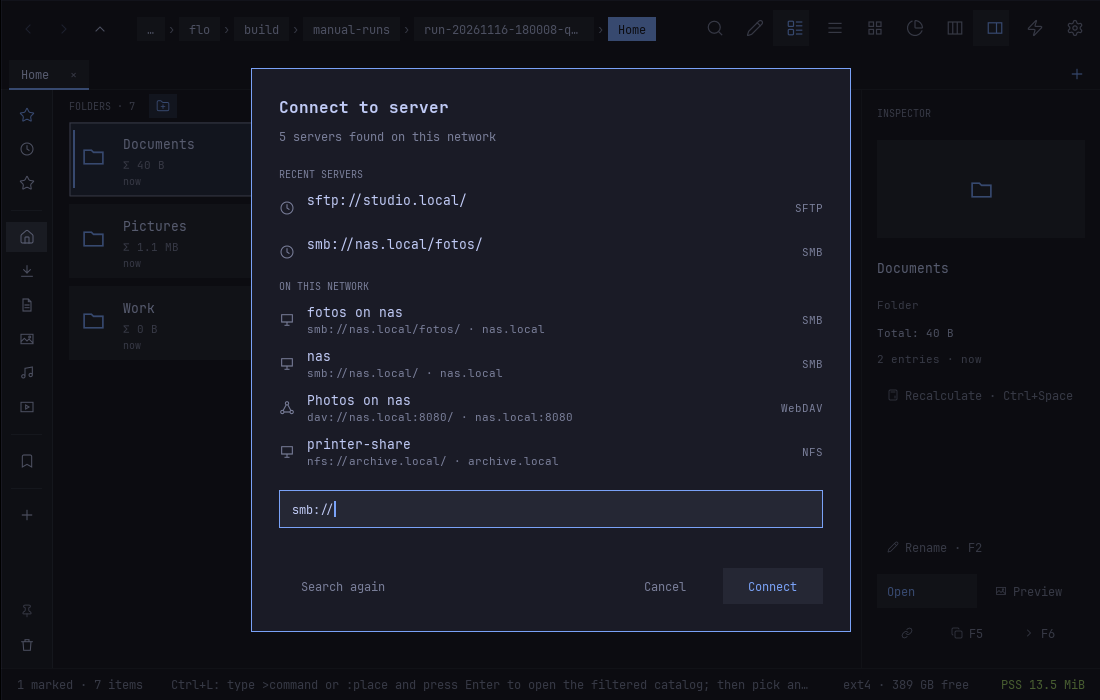 … › flo › build › manual-runs › run-20261116-180008-q… › Home
Home ×
FOLDERS · 7
Documents
Σ 40 B
now
Pictures
Σ 1.1 MB
now
Work
Σ 0 B
now
Connect to server
5 servers found on this network
RECENT SERVERS
sftp://studio.local/
SFTP
smb://nas.local/fotos/
SMB
ON THIS NETWORK
fotos on nas
smb://nas.local/fotos/ · nas.local
SMB
nas
smb://nas.local/ · nas.local
SMB
Photos on nas
dav://nas.local:8080/ · nas.local:8080
WebDAV
printer-share
nfs://archive.local/ · archive.local
NFS
smb://
Search again
Cancel
Connect
INSPECTOR
Documents
Folder
Total: 40 B
2 entries · now
Recalculate · Ctrl+Space
Rename · F2
Open
Preview
F5
F6
1 marked · 7 items
Ctrl+L: type >command or :place and press Enter to open the filtered catalog; then pick an…
ext4 · 389 GB free
PSS 13.5 MiB